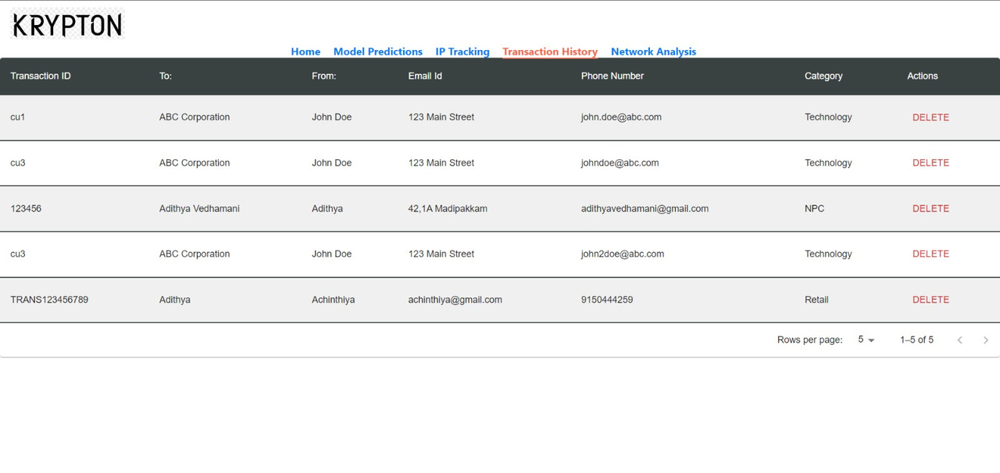 KRYPTON
Home Model Predictions IP Tracking Transaction History Network Analysis
Transaction ID To: From: Email Id Phone Number Category Actions
cu1 ABC Corporation John Doe 123 Main Street john.doe@abc.com Technology DELETE
cu3 ABC Corporation John Doe 123 Main Street johndoe@abc.com Technology DELETE
123456 Adithya Vedhamani Adithya 42,1A Madipakkam adithyavedhamani@gmail.com NPC DELETE
cu3 ABC Corporation John Doe 123 Main Street john2doe@abc.com Technology DELETE
TRANS123456789 Adithya Achinthiya achinthiya@gmail.com 9150444259 Retail DELETE
Rows per page: 5 1–5 of 5